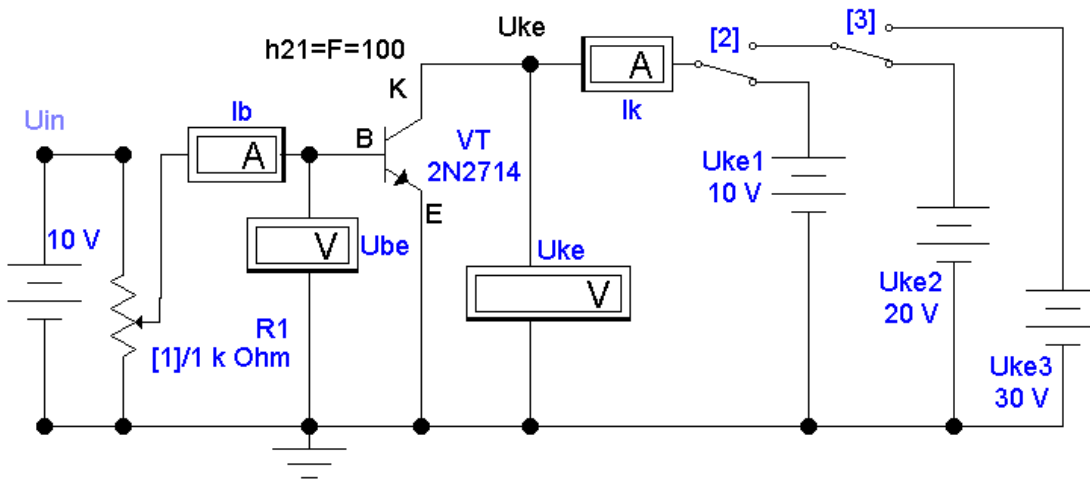 Uke
[2]
[3]
h21=F=100
K
A
Ik
Uin
Ib
A
B
VT
2N2714
Uke1
10 V
E
10 V
V
Ube
Uke
V
Uke2
20 V
R1
[1]/1 k Ohm
Uke3
30 V